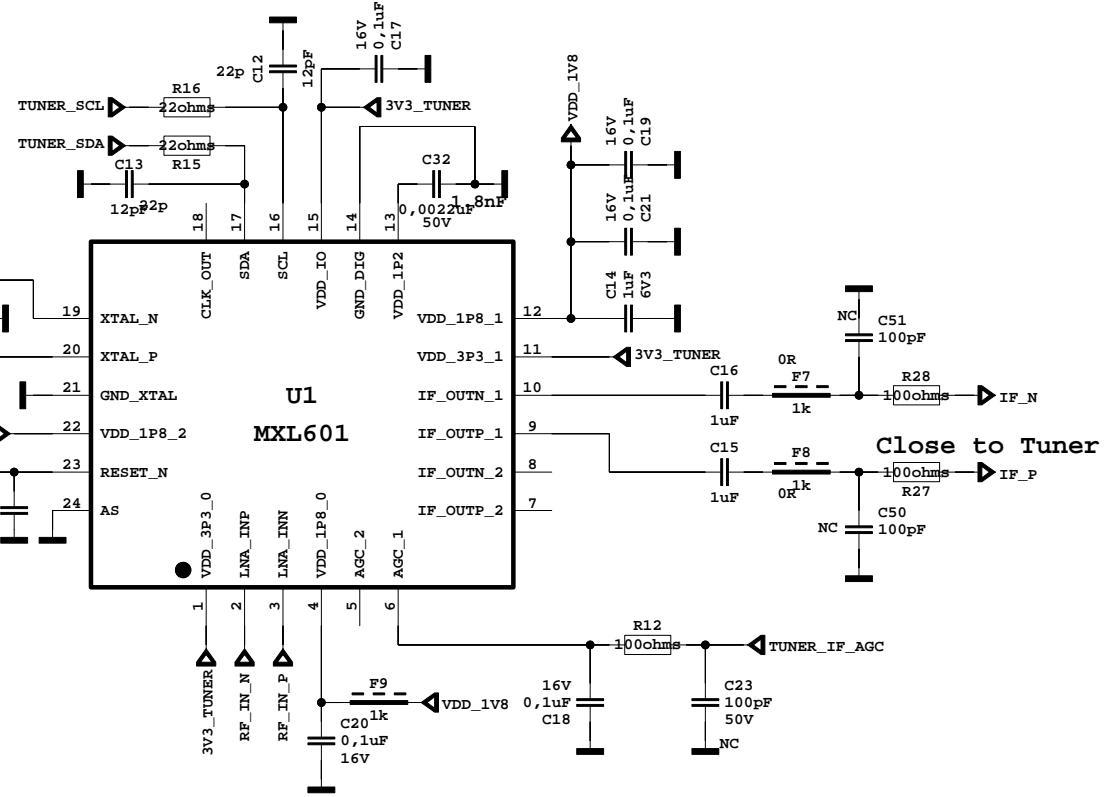 16V
0,1uF
C17
22p
C12
12pF
R16
TUNER_SCL
22ohms
3V3_TUNER
TUNER_SDA
22ohms
R15
C13
12pF
22p
C32
1.8nF
0,0022uF
50V
VDD_1V8
16V
0,1uF
C19
16V
0,1uF
C21
C14
1uF
6V3
18
17
16
15
14
13
CLK_OUT
SDA
SCL
VDD_IO
GND_DIG
VDD_1P2
19
XTAL_N
20
XTAL_P
21
GND_XTAL
22
VDD_1P8_2
23
RESET_N
24
AS
U1
MXL601
VDD_1P8_1
12
VDD_3P3_1
11
3V3_TUNER
IF_OUTN_1
10
IF_OUTP_1
9
IF_OUTN_2
8
IF_OUTP_2
7
VDD_3P3_0
LNA_INP
LNA_INN
VDD_1P8_0
AGC_2
AGC_1
1
2
3
4
5
6
C16
1uF
0R
F7
1k
NC
C51
100pF
R28
100ohms
IF_N
Close to Tuner
C15
1uF
F8
1k
0R
100ohms
R27
IF_P
C50
NC
100pF
3V3_TUNER
RF_IN_N
RF_IN_P
F9
1k
VDD_1V8
C20
0,1uF
16V
R12
100ohms
TUNER_IF_AGC
16V
0,1uF
C18
C23
100pF
50V
NC